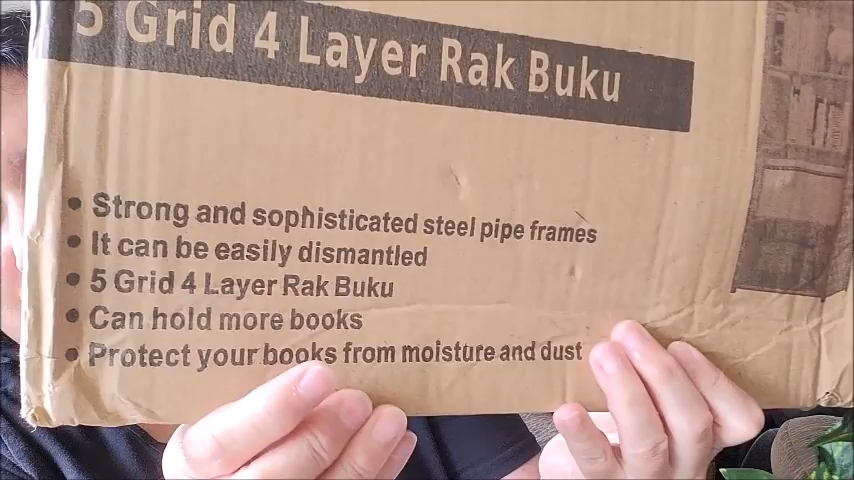 5 Grid 4 Layer Rak Buku
• Strong and sophisticated steel pipe frames
• It can be easily dismantled
• 5 Grid 4 Layer Rak Buku
• Can hold more books
• Protect your books from moisture and dust